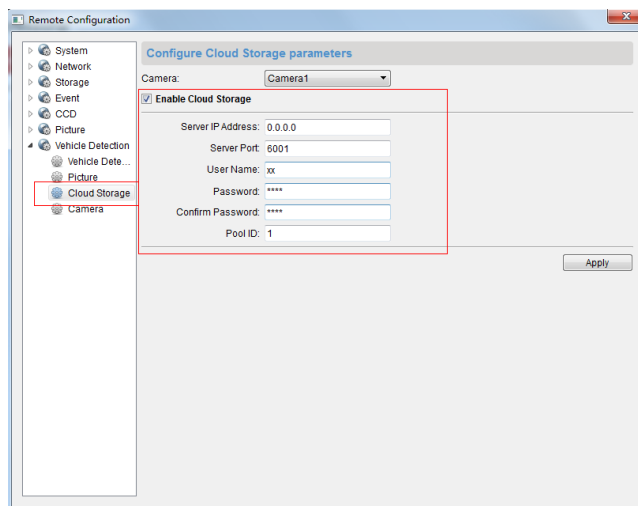 Remote Configuration
System
Network
Storage
Event
CCD
Picture
Vehicle Detection
Vehicle Dete...
Picture
Cloud Storage
Camera
Configure Cloud Storage parameters
Camera: Camera1
Enable Cloud Storage
Server IP Address: 0.0.0.0
Server Port: 6001
User Name: xx
Password: ****
Confirm Password: ****
Pool ID: 1
Apply